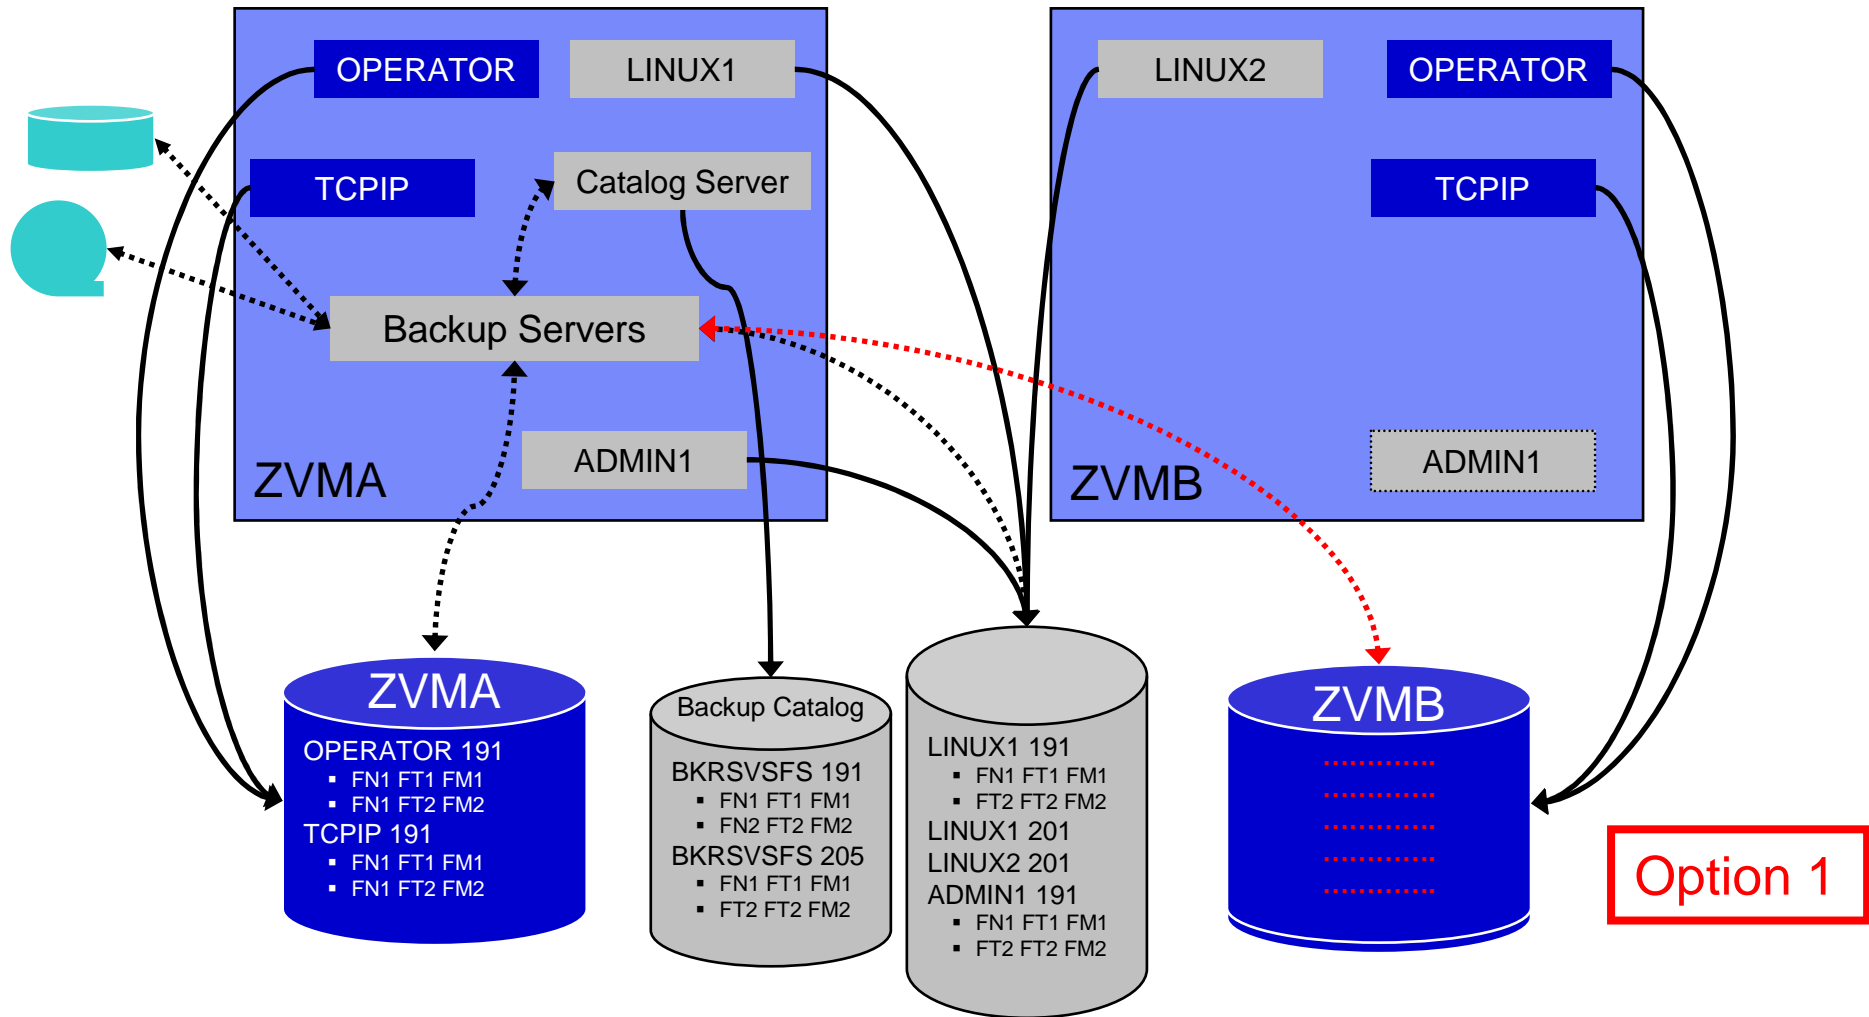 OPERATOR
LINUX1
TCPIP
Catalog Server
Backup Servers
ADMIN1
ZVMA
LINUX2
OPERATOR
TCPIP
ADMIN1
ZVMB
ZVMA
OPERATOR 191
▪ FN1 FT1 FM1
▪ FN1 FT2 FM2
TCPIP 191
▪ FN1 FT1 FM1
▪ FN1 FT2 FM2
Backup Catalog
BKRSVSFS 191
▪ FN1 FT1 FM1
▪ FN2 FT2 FM2
BKRSVSFS 205
▪ FN1 FT1 FM1
▪ FT2 FT2 FM2
LINUX1 191
▪ FN1 FT1 FM1
▪ FT2 FT2 FM2
LINUX1 201
LINUX2 201
ADMIN1 191
▪ FN1 FT1 FM1
▪ FT2 FT2 FM2
ZVMB
Option 1